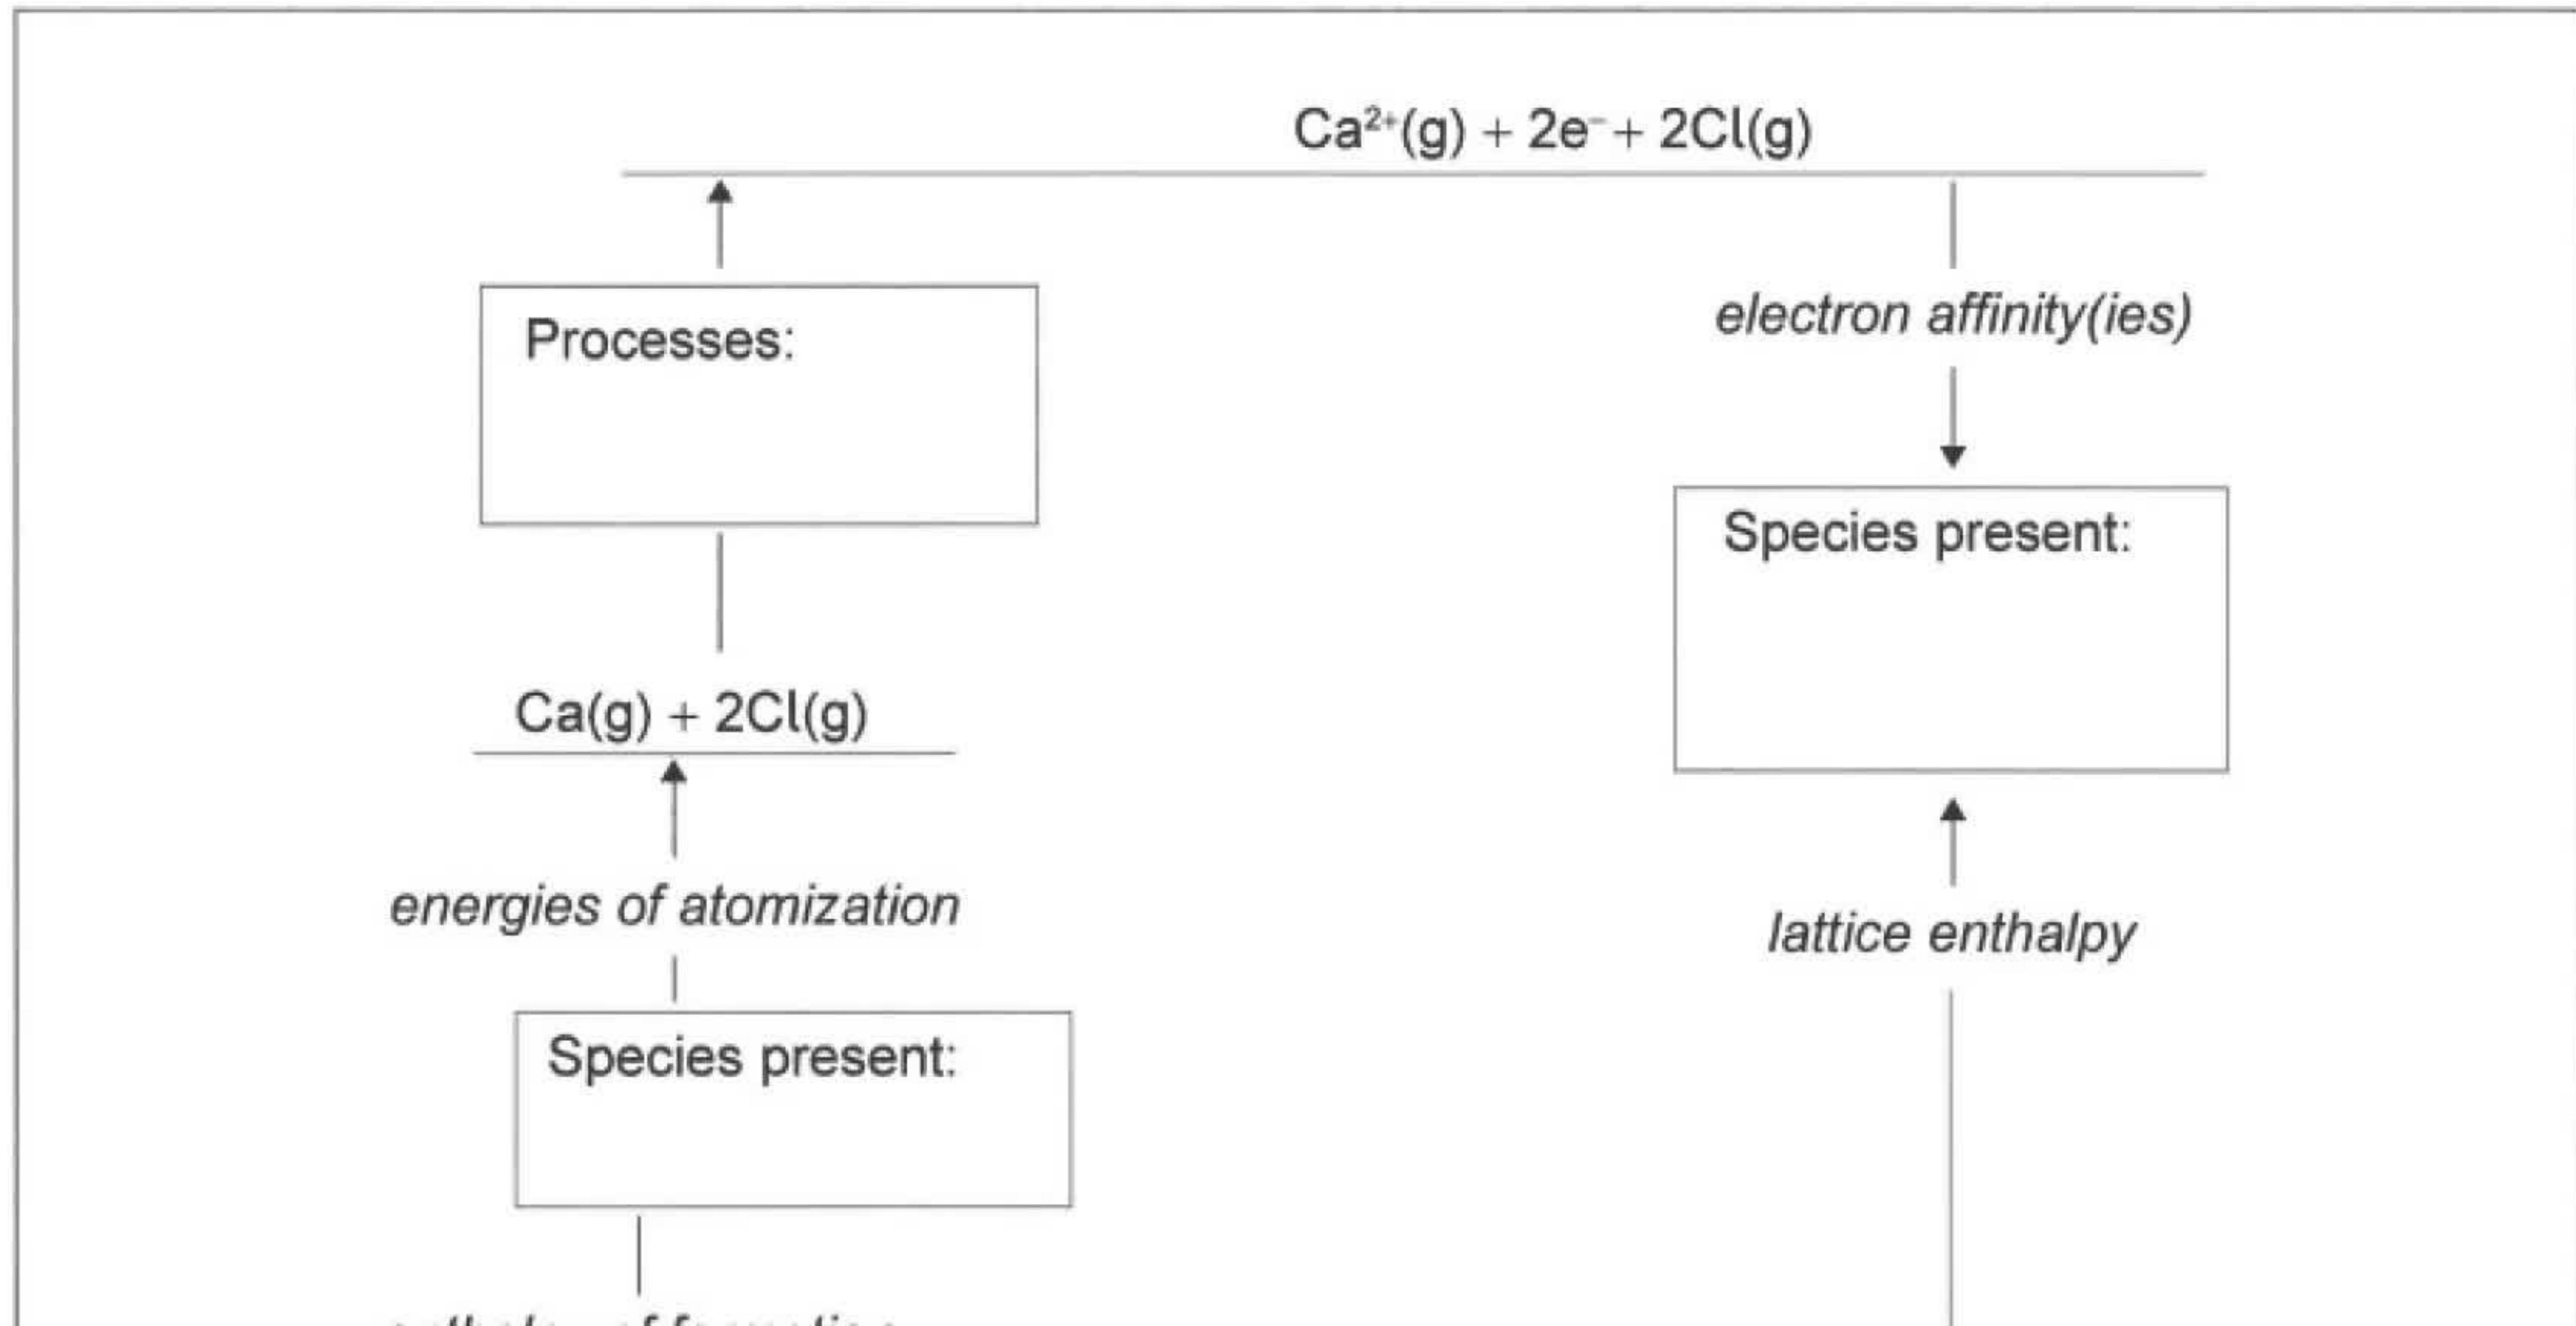 Ca²⁺(g) + 2e⁻ + 2Cl(g)
Processes:
electron affinity(ies)
Species present:
Ca(g) + 2Cl(g)
energies of atomization
lattice enthalpy
Species present: